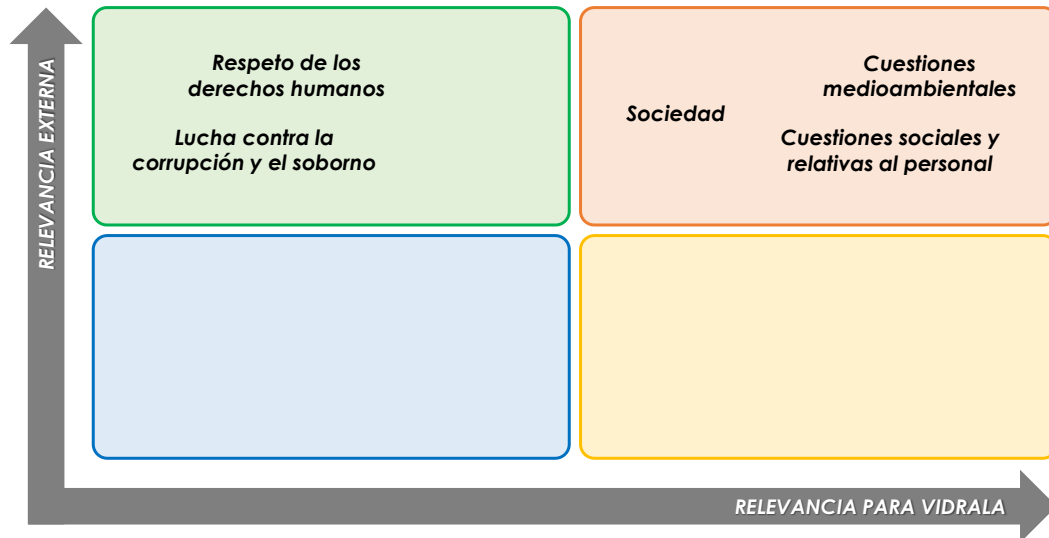 RELEVANCIA EXTERNA
Respeto de los
derechos humanos
Lucha contra la
corrupción y el soborno
Sociedad
Cuestiones
medioambientales
Cuestiones sociales y
relativas al personal
RELEVANCIA PARA VIDRALA